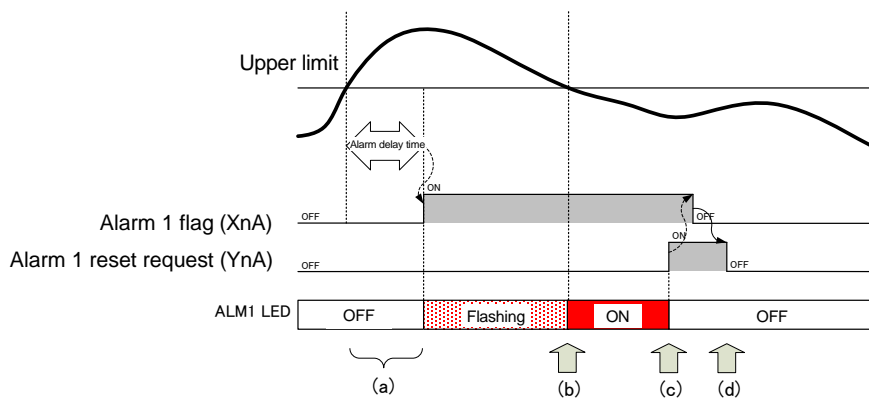 Upper limit
Alarm delay time
ON
Alarm 1 flag (XnA)
OFF
OFF
ON
Alarm 1 reset request (YnA)
OFF
OFF
ALM1 LED
OFF
Flashing
ON
OFF
(a)
(b)
(c)
(d)